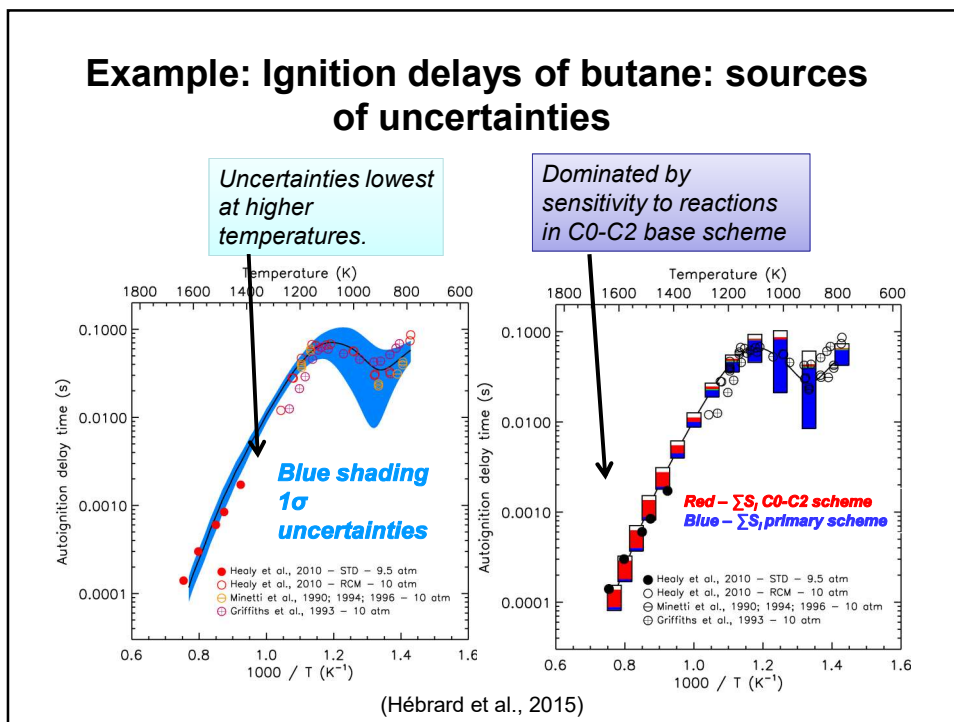 Example: Ignition delays of butane: sources
of uncertainties
Uncertainties lowest
at higher
temperatures.
Dominated by
sensitivity to reactions
in C0-C2 base scheme
Temperature (K)
1800 1600 1400 1200 1000 800 600
Autoignition delay time (s)
0.1000
0.0100
0.0010
0.0001
Blue shading
1σ
uncertainties
Healy et al., 2010 – STD – 9.5 atm
Healy et al., 2010 – RCM – 10 atm
Minetti et al., 1990; 1994; 1996 – 10 atm
Griffiths et al., 1993 – 10 atm
0.6 0.8 1.0 1.2 1.4 1.6
1000 / T (K⁻¹)
Temperature (K)
1800 1600 1400 1200 1000 800 600
Autoignition delay time (s)
0.1000
0.0100
0.0010
0.0001
Red – ∑Sᵢ C0-C2 scheme
Blue – ∑Sᵢ primary scheme
Healy et al., 2010 – STD – 9.5 atm
Healy et al., 2010 – RCM – 10 atm
Minetti et al., 1990; 1994; 1996 – 10 atm
Griffiths et al., 1993 – 10 atm
0.6 0.8 1.0 1.2 1.4 1.6
1000 / T (K⁻¹)
(Hébrard et al., 2015)